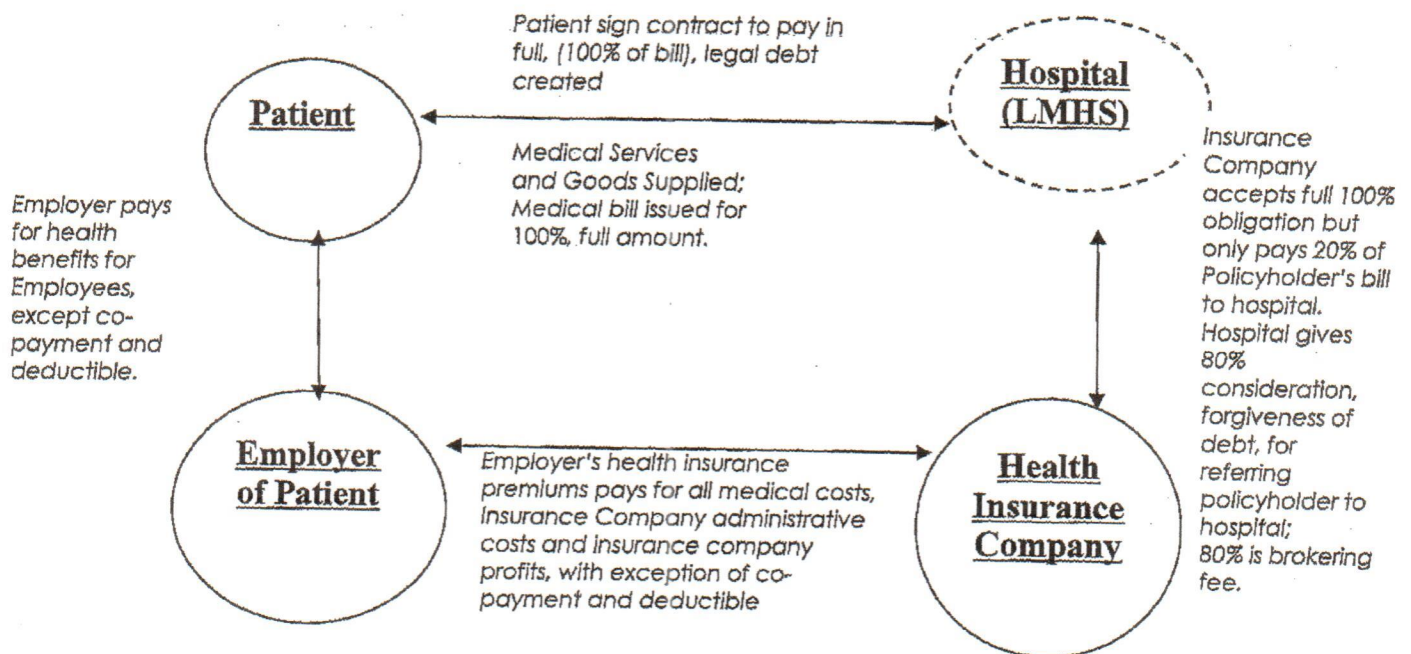 Patient sign contract to pay in
full, (100% of bill), legal debt
created
Patient
Hospital
(LMHS)
Medical Services
and Goods Supplied;
Medical bill issued for
100%, full amount.
Insurance
Company
accepts full 100%
obligation but
only pays 20% of
Policyholder's bill
to hospital.
Hospital gives
80%
consideration,
forgiveness of
debt, for
referring
policyholder to
hospital;
80% is brokering
fee.
Employer pays
for health
benefits for
Employees,
except co-
payment and
deductible.
Employer
of Patient
Employer's health insurance
premiums pays for all medical costs,
Insurance Company administrative
costs and insurance company
profits, with exception of co-
payment and deductible
Health
Insurance
Company